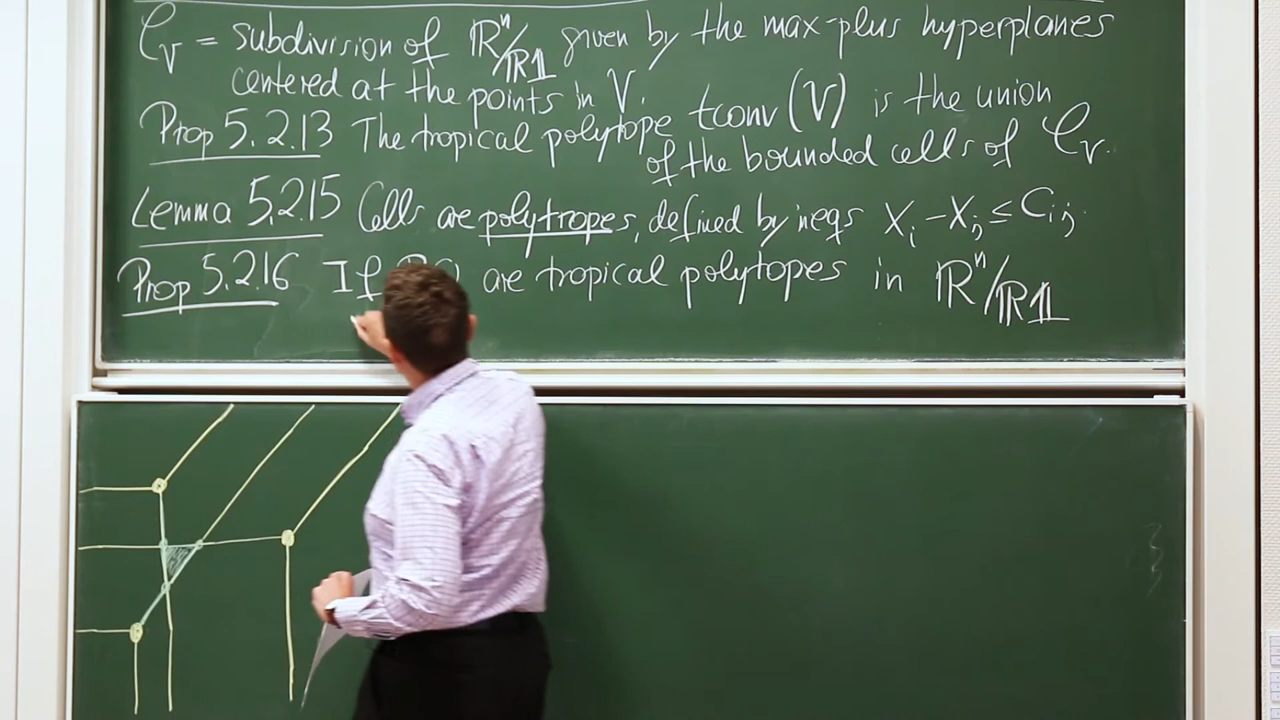 𝒞_V = subdivision of ℝⁿ/ℝ𝟙 given by the max-plus hyperplanes
centered at the points in V.
Prop 5.2.13 The tropical polytope tconv(V) is the union
of the bounded cells of 𝒞_V.
Lemma 5.2.15 Cells are polytropes, defined by ineqs X_i - X_j ≤ C_ij.
Prop 5.2.16 If are tropical polytopes in ℝⁿ/ℝ𝟙